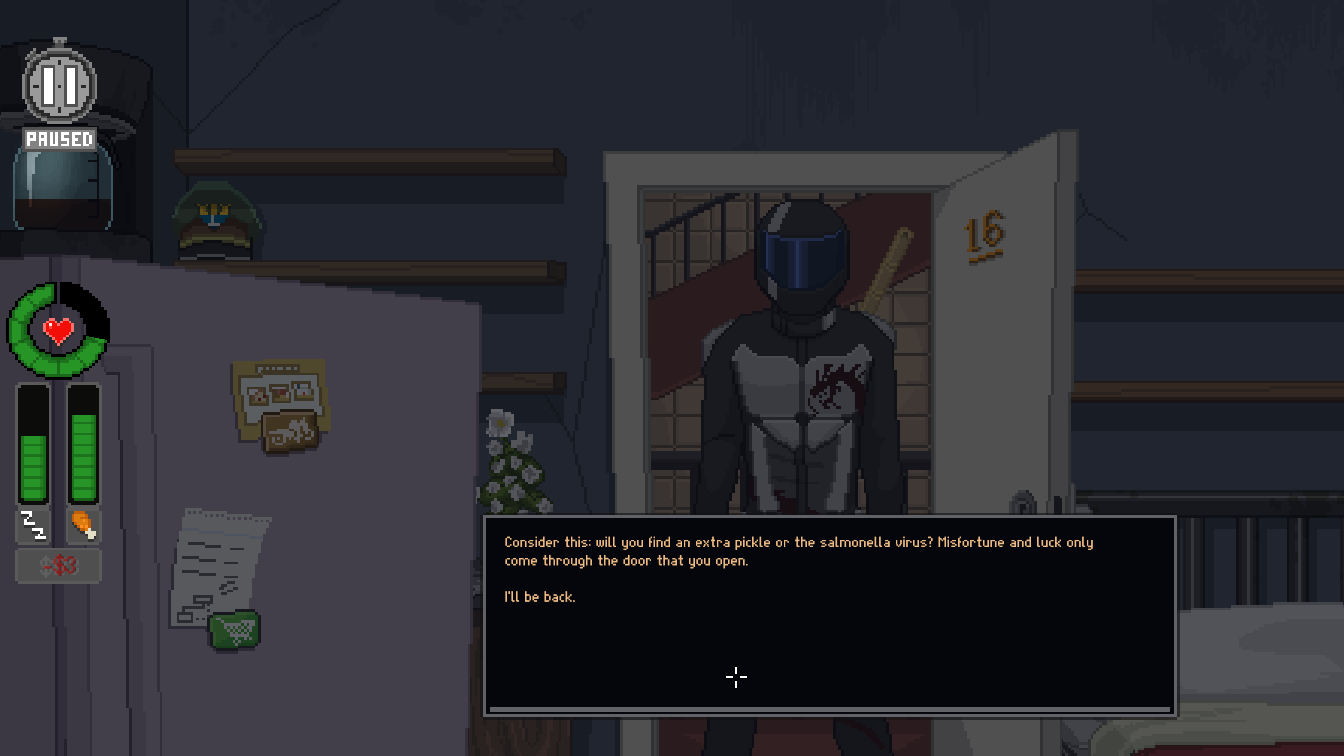 PAUSED
16
zzz
-$3
Consider this: will you find an extra pickle or the salmonella virus? Misfortune and luck only
come through the door that you open.
I'll be back.